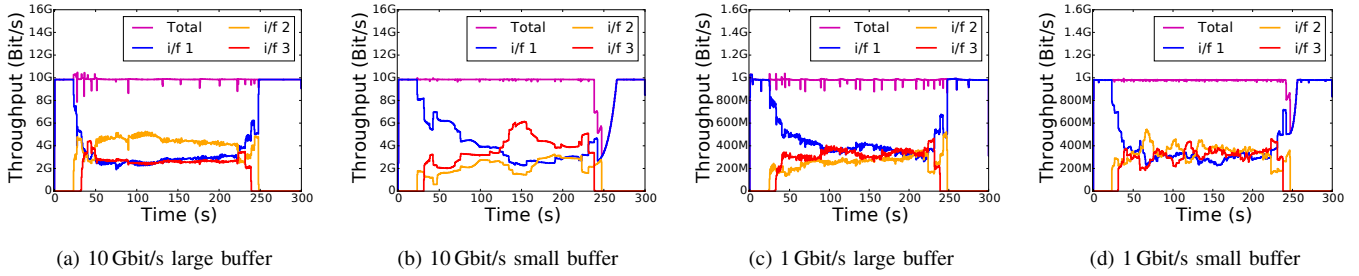 16G
14G
12G
10G
8G
6G
4G
2G
0
Throughput (Bit/s)
Total
i/f 1
i/f 2
i/f 3
0 50 100 150 200 250 300
Time (s)
(a) 10 Gbit/s large buffer
16G
14G
12G
10G
8G
6G
4G
2G
0
Throughput (Bit/s)
Total
i/f 1
i/f 2
i/f 3
0 50 100 150 200 250 300
Time (s)
(b) 10 Gbit/s small buffer
1.6G
1.4G
1.2G
1G
800M
600M
400M
200M
0
Throughput (Bit/s)
Total
i/f 1
i/f 2
i/f 3
0 50 100 150 200 250 300
Time (s)
(c) 1 Gbit/s large buffer
1.6G
1.4G
1.2G
1G
800M
600M
400M
200M
0
Throughput (Bit/s)
Total
i/f 1
i/f 2
i/f 3
0 50 100 150 200 250 300
Time (s)
(d) 1 Gbit/s small buffer